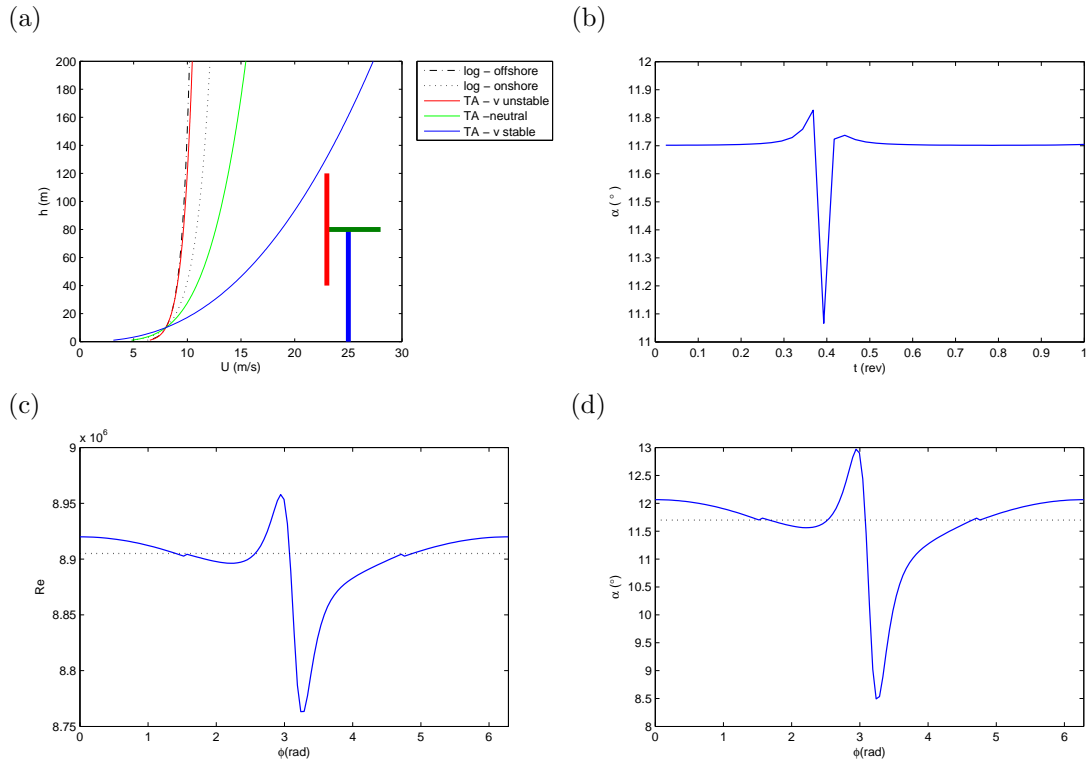 (a)
200
180
160
140
120
100
80
60
40
20
0
h (m)
0 5 10 15 20 25 30
U (m/s)
log − offshore
log − onshore
TA − v unstable
TA −neutral
TA − v stable
(b)
12
11.9
11.8
11.7
11.6
11.5
11.4
11.3
11.2
11.1
11
α ( ° )
0 0.1 0.2 0.3 0.4 0.5 0.6 0.7 0.8 0.9 1
t (rev)
(c)
x 10⁶
9
8.95
8.9
8.85
8.8
8.75
Re
0 1 2 3 4 5 6
ϕ(rad)
(d)
13
12.5
12
11.5
11
10.5
10
9.5
9
8.5
8
α (°)
0 1 2 3 4 5 6
ϕ(rad)